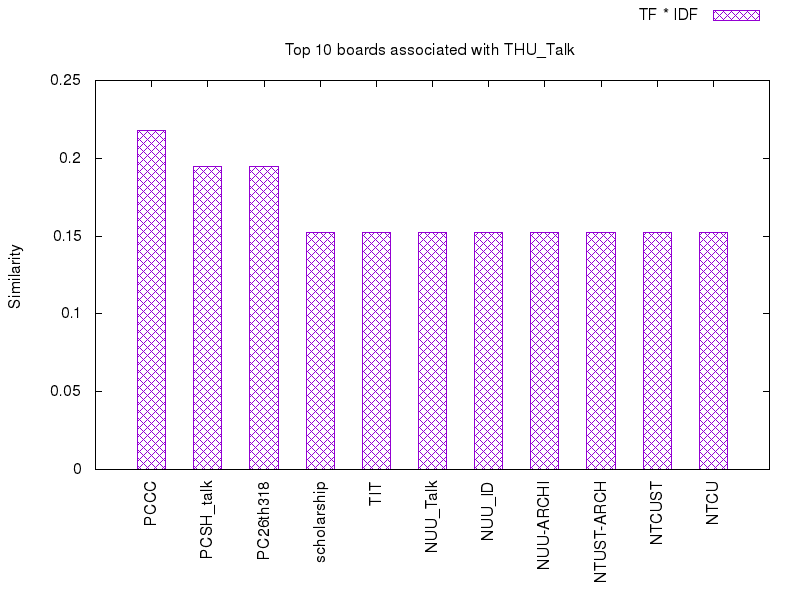 TF * IDF
Top 10 boards associated with THU_Talk
Similarity
0.25
0.2
0.15
0.1
0.05
0
PCCC
PCSH_talk
PC26th318
scholarship
TIT
NUU_Talk
NUU_ID
NUU-ARCHI
NTUST-ARCH
NTCUST
NTCU